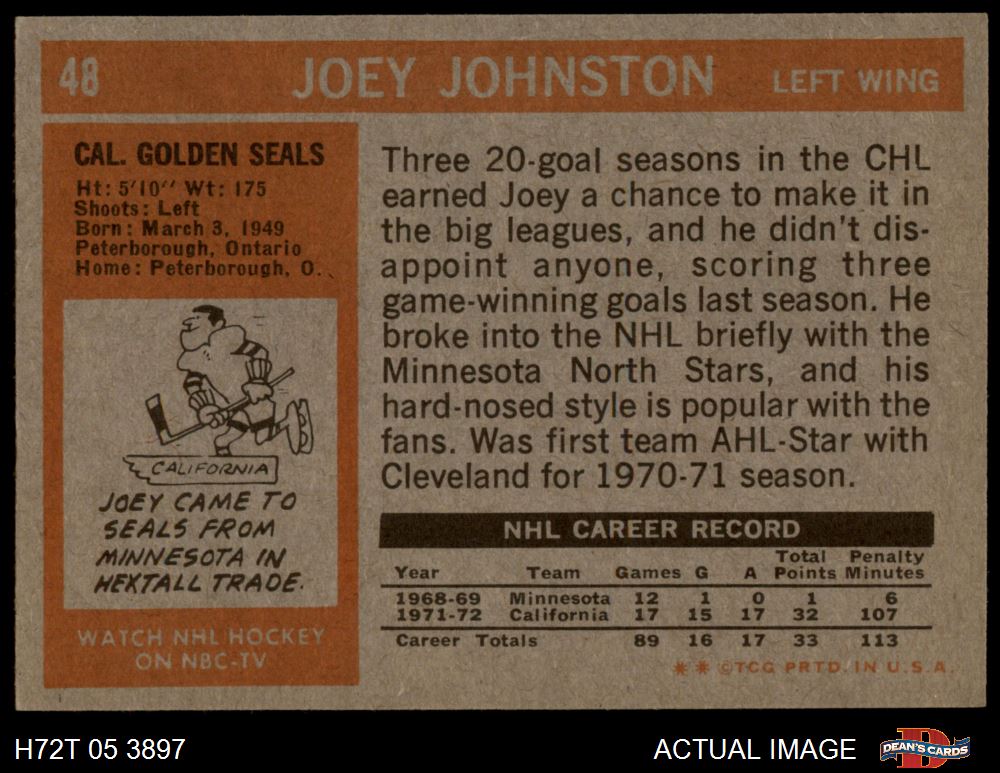 48 JOEY JOHNSTON LEFT WING
CAL. GOLDEN SEALS
Ht: 5'10" Wt: 175
Shoots: Left
Born: March 3, 1949
Peterborough, Ontario
Home: Peterborough, O.
CALIFORNIA
JOEY CAME TO
SEALS FROM
MINNESOTA IN
HEXTALL TRADE.
WATCH NHL HOCKEY
ON NBC-TV
Three 20-goal seasons in the CHL
earned Joey a chance to make it in
the big leagues, and he didn't dis-
appoint anyone, scoring three
game-winning goals last season. He
broke into the NHL briefly with the
Minnesota North Stars, and his
hard-nosed style is popular with the
fans. Was first team AHL-Star with
Cleveland for 1970-71 season.
NHL CAREER RECORD
Total Penalty
Year Team Games G A Points Minutes
1968-69 Minnesota 12 1 0 1 6
1971-72 California 17 15 17 32 107
Career Totals 89 16 17 33 113
* * ©TCG PRTD. IN U.S.A.
H72T 05 3897 ACTUAL IMAGE DEAN'S CARDS